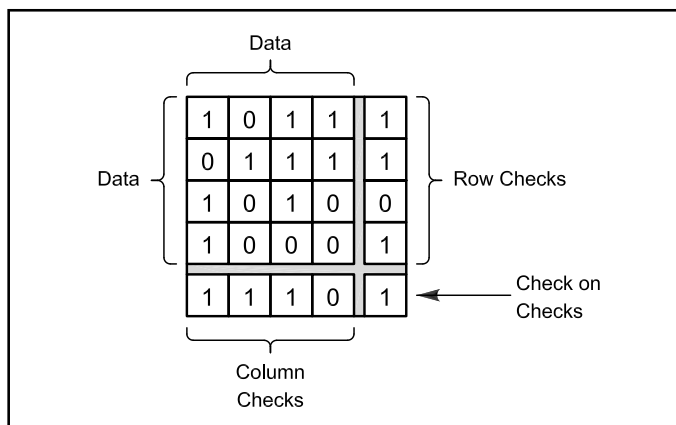 Data
1 0 1 1 1
Data
0 1 1 1 1
1 0 1 0 0
1 0 0 0 1
Row Checks
1 1 1 0 1
Check on
Checks
Column
Checks